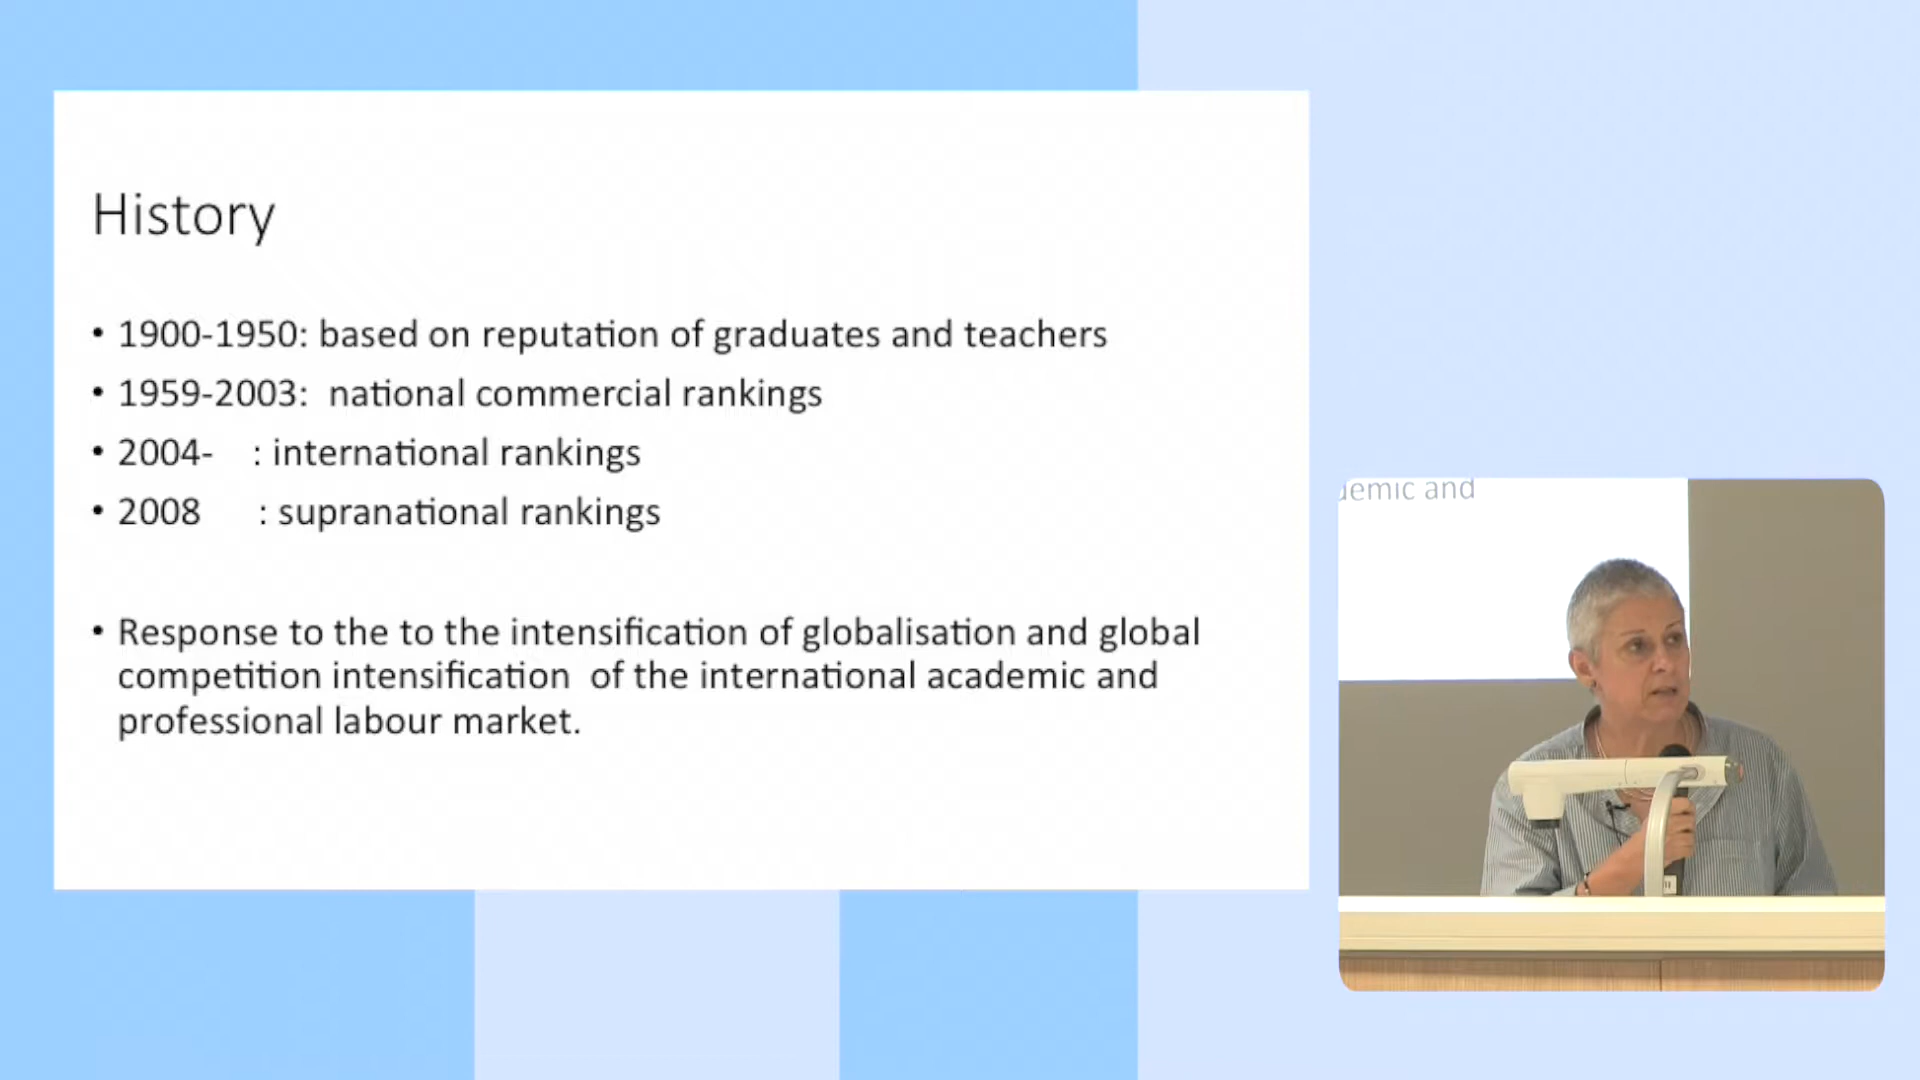 History
• 1900-1950: based on reputation of graduates and teachers
• 1959-2003:  national commercial rankings
• 2004-    : international rankings
• 2008      : supranational rankings
• Response to the to the intensification of globalisation and global
competition intensification  of the international academic and
professional labour market.
demic and